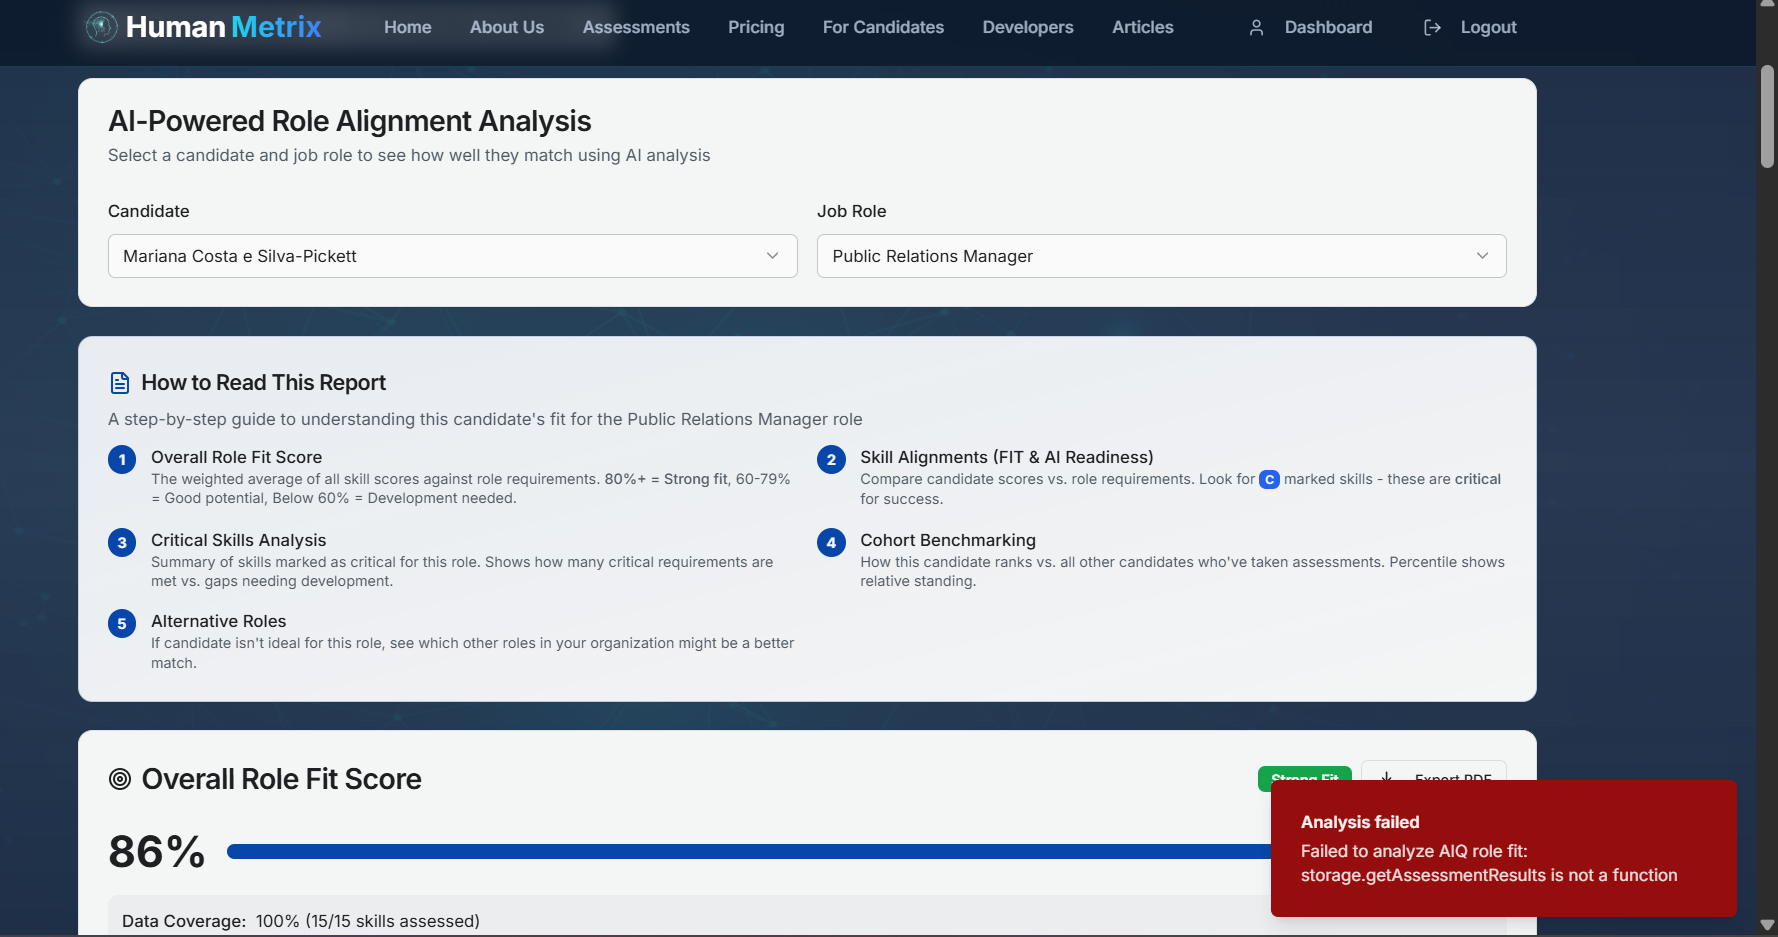 Human Metrix
Home
About Us
Assessments
Pricing
For Candidates
Developers
Articles
Dashboard
Logout
AI-Powered Role Alignment Analysis
Select a candidate and job role to see how well they match using AI analysis
Candidate
Job Role
Mariana Costa e Silva-Pickett
Public Relations Manager
How to Read This Report
A step-by-step guide to understanding this candidate's fit for the Public Relations Manager role
1
Overall Role Fit Score
The weighted average of all skill scores against role requirements. 80%+ = Strong fit, 60-79%
= Good potential, Below 60% = Development needed.
2
Skill Alignments (FIT & AI Readiness)
Compare candidate scores vs. role requirements. Look for C marked skills - these are critical
for success.
3
Critical Skills Analysis
Summary of skills marked as critical for this role. Shows how many critical requirements are
met vs. gaps needing development.
4
Cohort Benchmarking
How this candidate ranks vs. all other candidates who've taken assessments. Percentile shows
relative standing.
5
Alternative Roles
If candidate isn't ideal for this role, see which other roles in your organization might be a better
match.
Overall Role Fit Score
Strong Fit
Export PDF
86%
Analysis failed
Failed to analyze AIQ role fit:
storage.getAssessmentResults is not a function
Data Coverage: 100% (15/15 skills assessed)